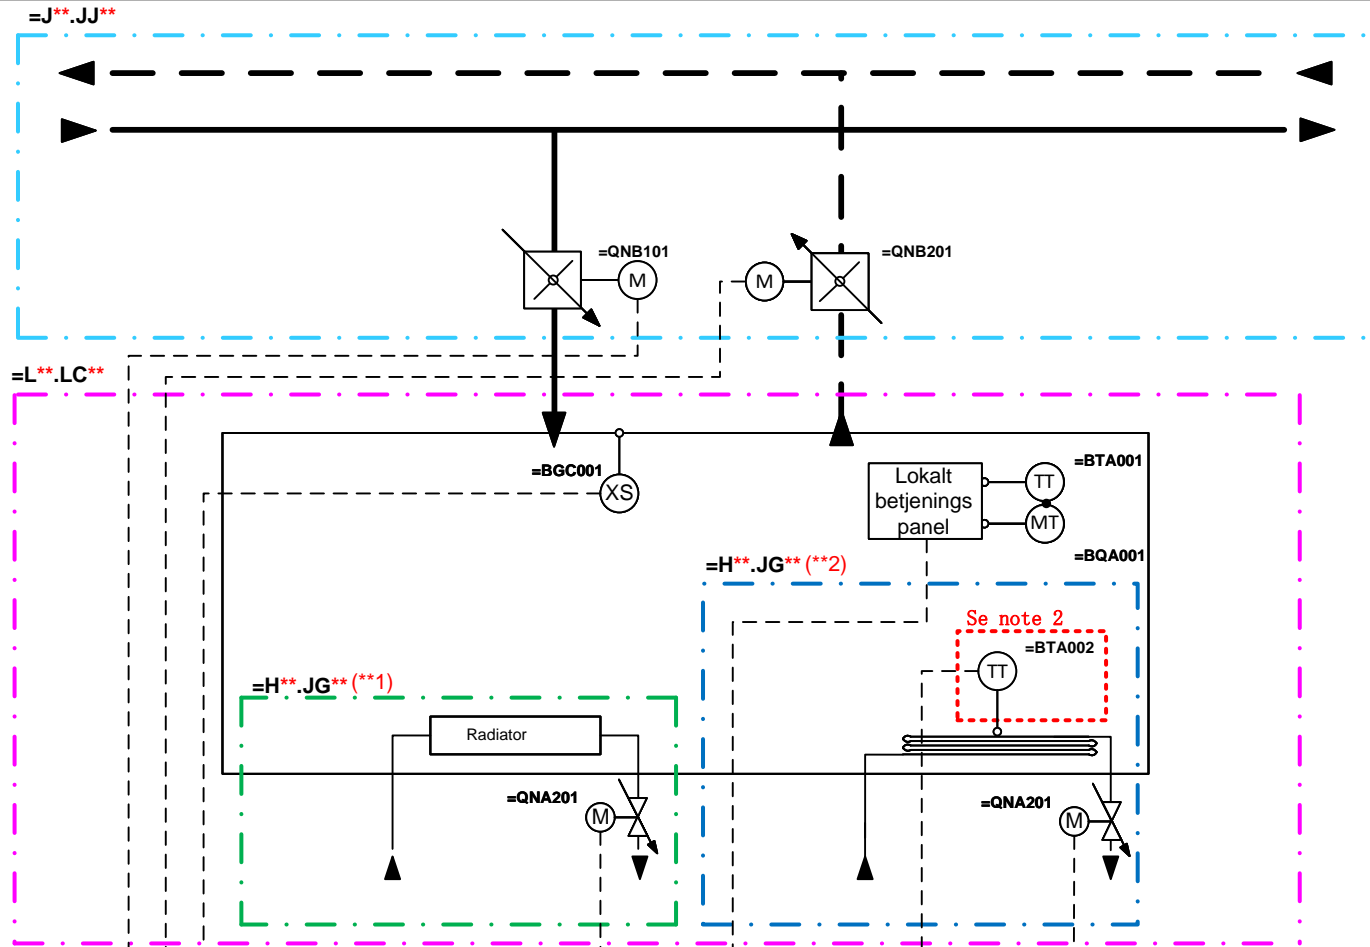 =J**.JJ**
=QNB101
M
M
=QNB201
=L**.LC**
=BGC001
XS
Lokalt
betjenings
panel
=BTA001
TT
MT
=BQA001
=H**.JG** (**2)
Se note 2
=BTA002
TT
=H**.JG** (**1)
Radiator
=QNA201
M
=QNA201
M